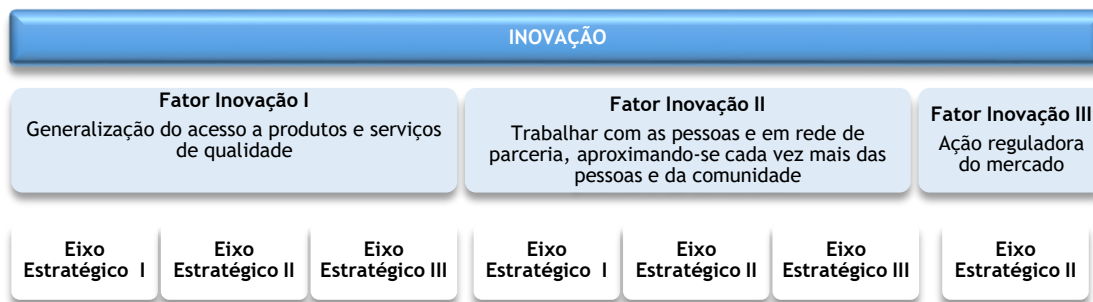 INOVAÇÃO
Fator Inovação I
Generalização do acesso a produtos e serviços
de qualidade
Fator Inovação II
Trabalhar com as pessoas e em rede de
parceria, aproximando-se cada vez mais das
pessoas e da comunidade
Fator Inovação III
Ação reguladora
do mercado
Eixo
Estratégico I
Eixo
Estratégico II
Eixo
Estratégico III
Eixo
Estratégico I
Eixo
Estratégico II
Eixo
Estratégico III
Eixo
Estratégico II